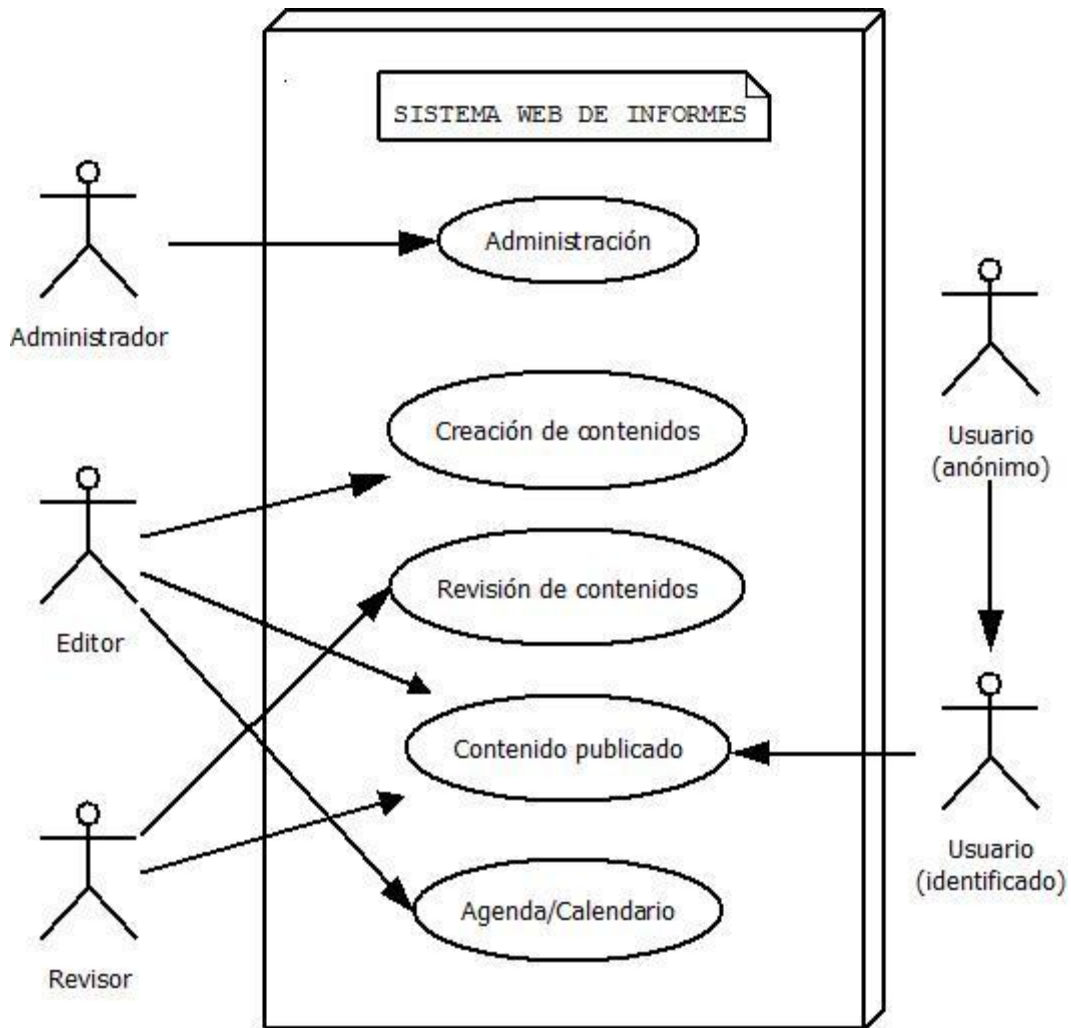 SISTEMA WEB DE INFORMES
Administración
Administrador
Creación de contenidos
Usuario
(anónimo)
Editor
Revisión de contenidos
Contenido publicado
Usuario
(identificado)
Agenda/Calendario
Revisor